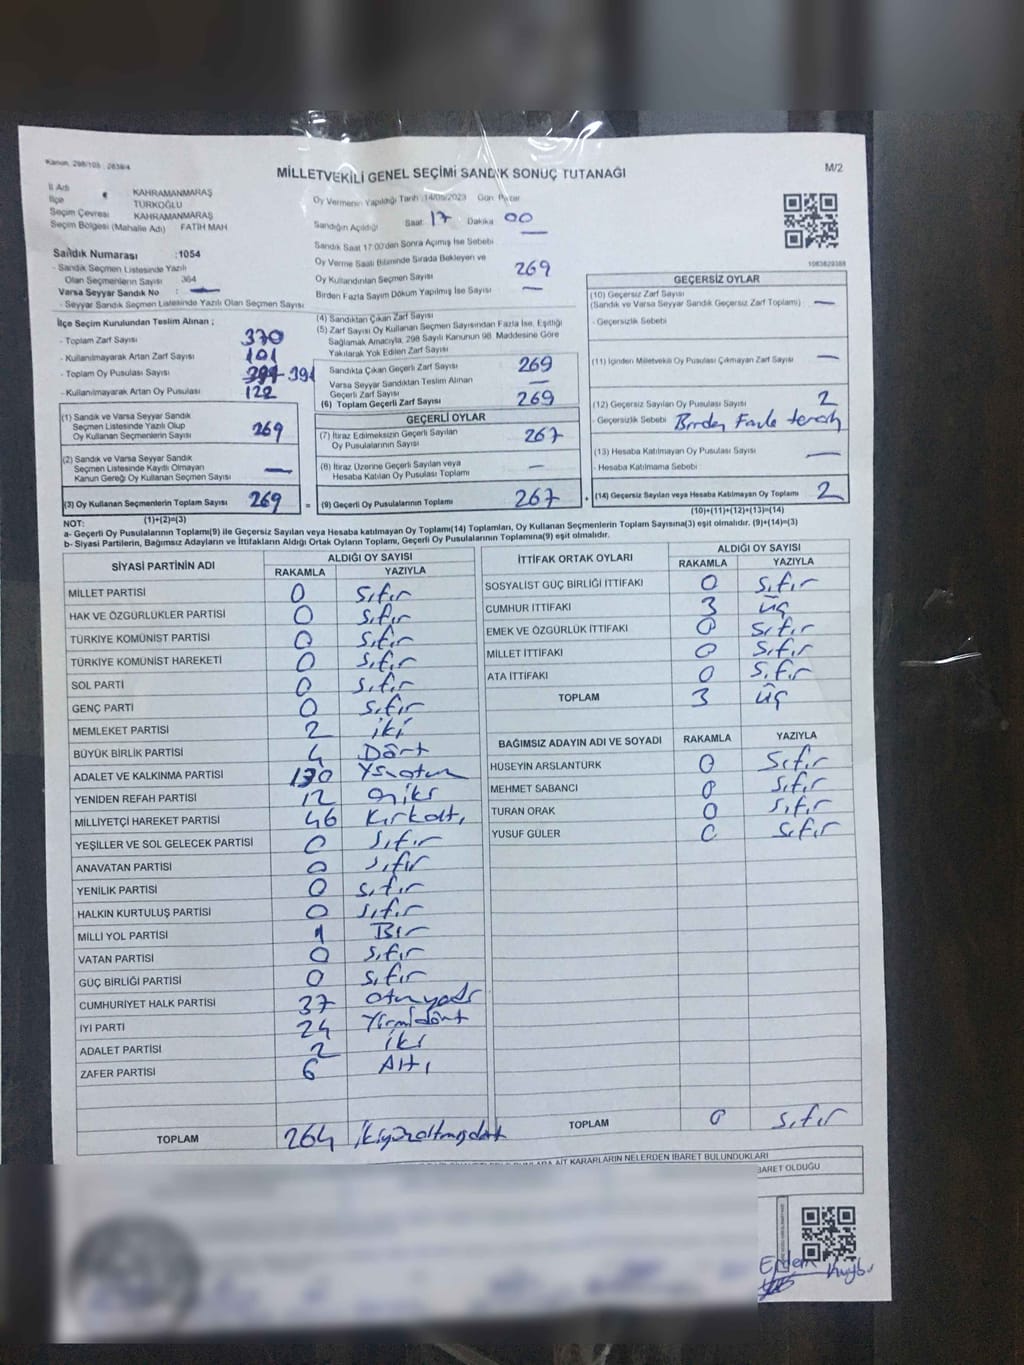 Kanun: 298/105 : 2839/4
MİLLETVEKİLİ GENEL SEÇİMİ SANDIK SONUÇ TUTANAĞI
M/2
İl Adı KAHRAMANMARAŞ
İlçe TÜRKOĞLU
Seçim Çevresi KAHRAMANMARAŞ
Seçim Bölgesi (Mahalle Adı) FATİH MAH
Oy Vermenin Yapıldığı Tarih :14/05/2023 Gün: Pazar
Sandığın Açıldığı Saat 17 Dakika 00
Sandık Saat 17:00'den Sonra Açılmış İse Sebebi
Oy Verme Saati Bitiminde Sırada Bekleyen ve
Oy Kullandırılan Seçmen Sayısı 269
Birden Fazla Sayım Döküm Yapılmış İse Sayısı —
Sandık Numarası :1054
- Sandık Seçmen Listesinde Yazılı
Olan Seçmenlerin Sayısı 364
Varsa Seyyar Sandık No : —
- Seyyar Sandık Seçmen Listesinde Yazılı Olan Seçmen Sayısı
1083829388
İlçe Seçim Kurulundan Teslim Alınan ;
- Toplam Zarf Sayısı 370
- Kullanılmayarak Artan Zarf Sayısı 101
- Toplam Oy Pusulası Sayısı 391
- Kullanılmayarak Artan Oy Pusulası 122
(1) Sandık ve Varsa Seyyar Sandık
Seçmen Listesinde Yazılı Olup
Oy Kullanan Seçmenlerin Sayısı 269
(2) Sandık ve Varsa Seyyar Sandık
Seçmen Listesinde Kayıtlı Olmayan
Kanun Gereği Oy Kullanan Seçmen Sayısı —
(3) Oy Kullanan Seçmenlerin Toplam Sayısı 269
(1)+(2)=(3)
(4) Sandıktan Çıkan Zarf Sayısı
(5) Zarf Sayısı Oy Kullanan Seçmen Sayısından Fazla İse, Eşitliği
Sağlamak Amacıyla, 298 Sayılı Kanunun 98. Maddesine Göre
Yakılarak Yok Edilen Zarf Sayısı
Sandıkta Çıkan Geçerli Zarf Sayısı 269
Varsa Seyyar Sandıktan Teslim Alınan
Geçerli Zarf Sayısı —
(6) Toplam Geçerli Zarf Sayısı 269
GEÇERLİ OYLAR
(7) İtiraz Edilmeksizin Geçerli Sayılan
Oy Pusulalarının Sayısı 267
(8) İtiraz Üzerine Geçerli Sayılan veya
Hesaba Katılan Oy Pusulası Toplamı —
= (9) Geçerli Oy Pusulalarının Toplamı 267
GEÇERSİZ OYLAR
(10) Geçersiz Zarf Sayısı
(Sandık ve Varsa Seyyar Sandık Geçersiz Zarf Toplamı) —
- Geçersizlik Sebebi
(11) İçinden Milletvekili Oy Pusulası Çıkmayan Zarf Sayısı —
(12) Geçersiz Sayılan Oy Pusulası Sayısı 2
- Geçersizlik Sebebi Birden Fazla tercih
(13) Hesaba Katılmayan Oy Pusulası Sayısı —
- Hesaba Katılmama Sebebi
+ (14) Geçersiz Sayılan veya Hesaba Katılmayan Oy Toplamı 2
(10)+(11)+(12)+(13)=(14)
NOT:
a- Geçerli Oy Pusulalarının Toplamı(9) ile Geçersiz Sayılan veya Hesaba katılmayan Oy Toplamı(14) Toplamları, Oy Kullanan Seçmenlerin Toplam Sayısına(3) eşit olmalıdır. (9)+(14)=(3)
b- Siyasi Partilerin, Bağımsız Adayların ve İttifakların Aldığı Ortak Oyların Toplamı, Geçerli Oy Pusulalarının Toplamına(9) eşit olmalıdır.
SİYASİ PARTİNİN ADI ALDIĞI OY SAYISI
RAKAMLA YAZIYLA
MİLLET PARTİSİ 0 Sıfır
HAK VE ÖZGÜRLÜKLER PARTİSİ 0 Sıfır
TÜRKİYE KOMÜNİST PARTİSİ 0 Sıfır
TÜRKİYE KOMÜNİST HAREKETİ 0 Sıfır
SOL PARTİ 0 Sıfır
GENÇ PARTİ 0 Sıfır
MEMLEKET PARTİSİ 2 iki
BÜYÜK BİRLİK PARTİSİ 4 Dört
ADALET VE KALKINMA PARTİSİ 130 Yüzotuz
YENİDEN REFAH PARTİSİ 12 oniki
MİLLİYETÇİ HAREKET PARTİSİ 46 Kırkaltı
YEŞİLLER VE SOL GELECEK PARTİSİ 0 Sıfır
ANAVATAN PARTİSİ 0 Sıfır
YENİLİK PARTİSİ 0 Sıfır
HALKIN KURTULUŞ PARTİSİ 0 Sıfır
MİLLİ YOL PARTİSİ 1 Bir
VATAN PARTİSİ 0 Sıfır
GÜÇ BİRLİĞİ PARTİSİ 0 Sıfır
CUMHURİYET HALK PARTİSİ 37 Otuzyedi
İYİ PARTİ 24 Yirmidört
ADALET PARTİSİ 2 iki
ZAFER PARTİSİ 6 Altı
TOPLAM 264 ikiyüzaltmışdört
İTTİFAK ORTAK OYLARI ALDIĞI OY SAYISI
RAKAMLA YAZIYLA
SOSYALİST GÜÇ BİRLİĞİ İTTİFAKI 0 Sıfır
CUMHUR İTTİFAKI 3 üç
EMEK VE ÖZGÜRLÜK İTTİFAKI 0 Sıfır
MİLLET İTTİFAKI 0 Sıfır
ATA İTTİFAKI 0 Sıfır
TOPLAM 3 üç
BAĞIMSIZ ADAYIN ADI VE SOYADI RAKAMLA YAZIYLA
HÜSEYİN ARSLANTÜRK 0 Sıfır
MEHMET SABANCI 0 Sıfır
TURAN ORAK 0 Sıfır
YUSUF GÜLER 0 Sıfır
TOPLAM 0 Sıfır
AİT KARARLARIN NELERDEN İBARET BULUNDUKLARI
İBARET OLDUĞU
Erdem